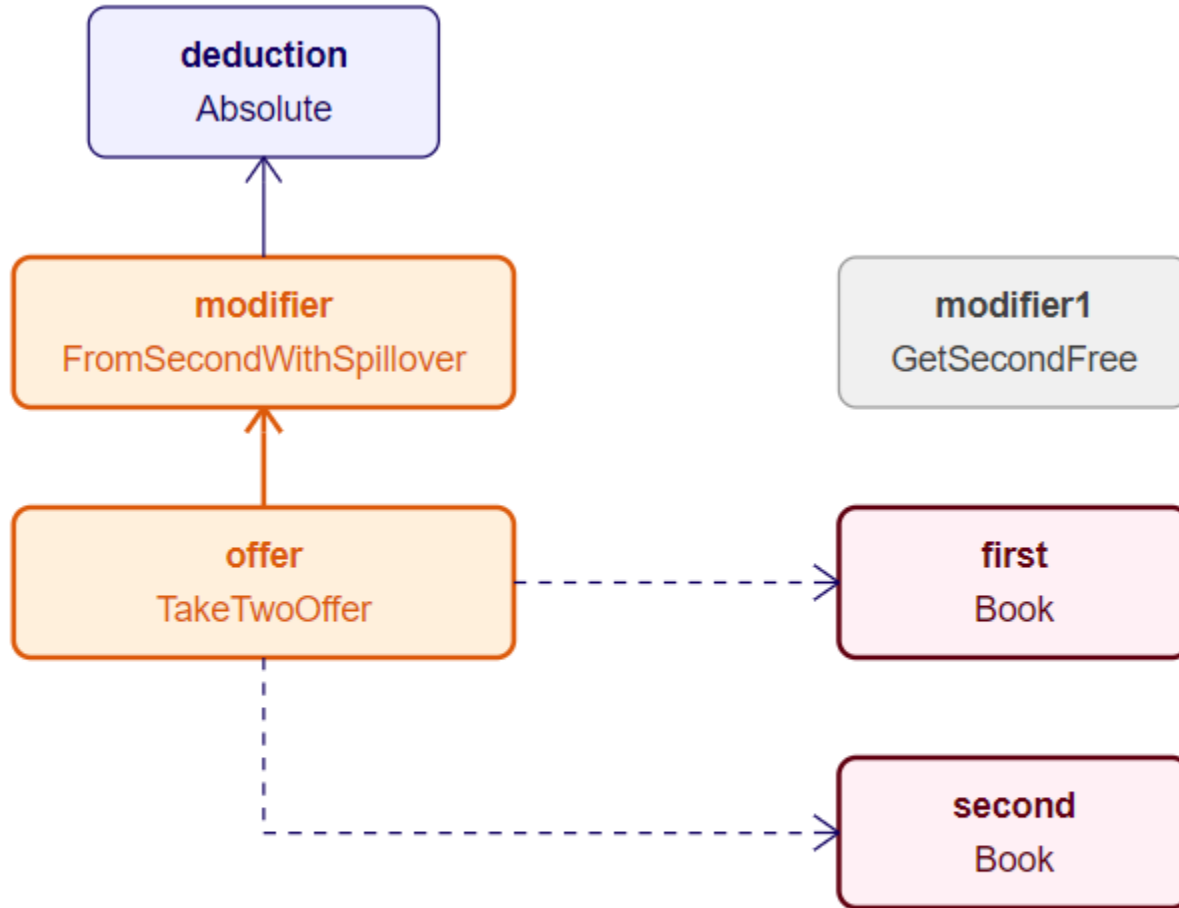 deduction
Absolute
modifier
FromSecondWithSpillover
modifier1
GetSecondFree
offer
TakeTwoOffer
first
Book
second
Book